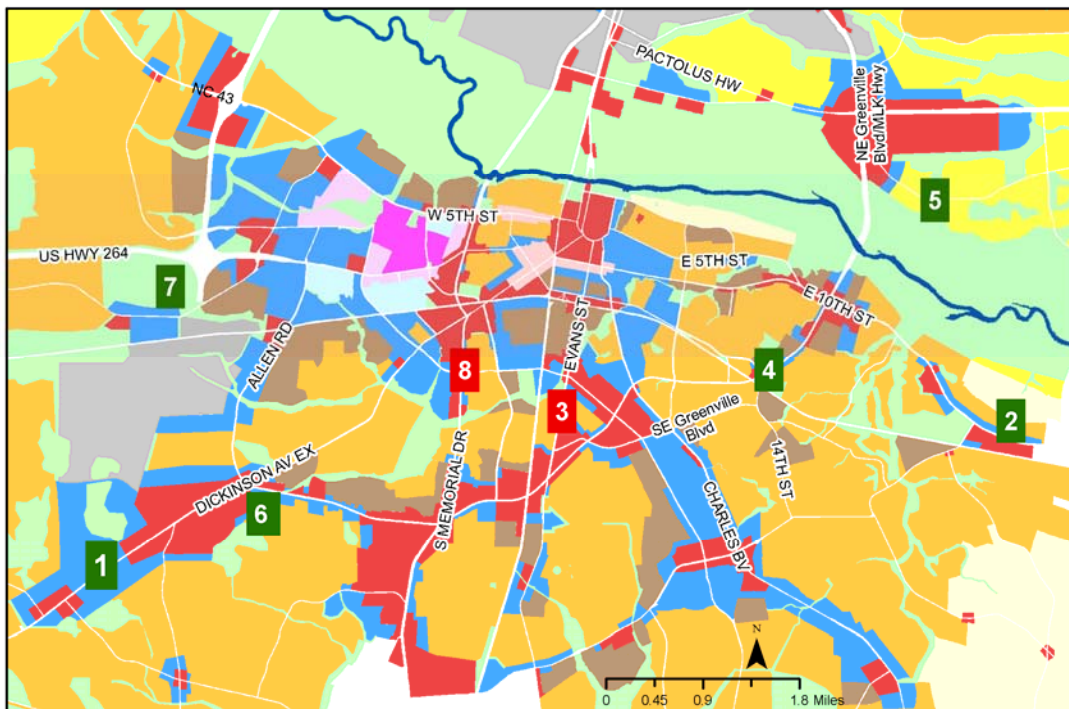 PACTOLUS HW
NC 43
NE Greenville
Blvd/MLK Hwy
5
W 5TH ST
US HWY 264
E 5TH ST
7
E 10TH ST
EVANS ST
ALLEN RD
8
4
3
SE Greenville
Blvd
2
S MEMORIAL DR
14TH ST
DICKINSON AV EX
6
CHARLES BV
1
N
0 0.45 0.9 1.8 Miles